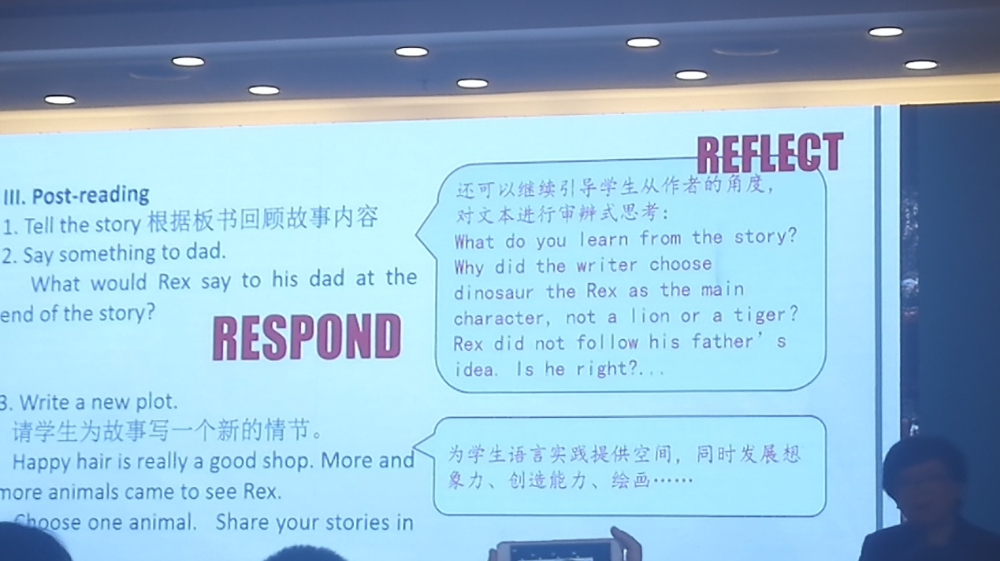 III. Post-reading
1. Tell the story 根据板书回顾故事内容
2. Say something to dad.
What would Rex say to his dad at the
end of the story?
RESPOND
3. Write a new plot.
请学生为故事写一个新的情节。
Happy hair is really a good shop. More and
more animals came to see Rex.
Choose one animal. Share your stories in
REFLECT
还可以继续引导学生从作者的角度，
对文本进行审辨式思考：
What do you learn from the story?
Why did the writer choose
dinosaur the Rex as the main
character, not a lion or a tiger?
Rex did not follow his father's
idea. Is he right?...
为学生语言实践提供空间，同时发展想
象力、创造能力、绘画……